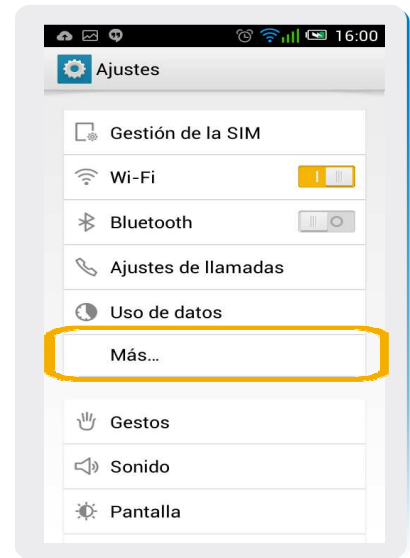 16:00
Ajustes
Gestión de la SIM
Wi-Fi
Bluetooth
Ajustes de llamadas
Uso de datos
Más...
Gestos
Sonido
Pantalla